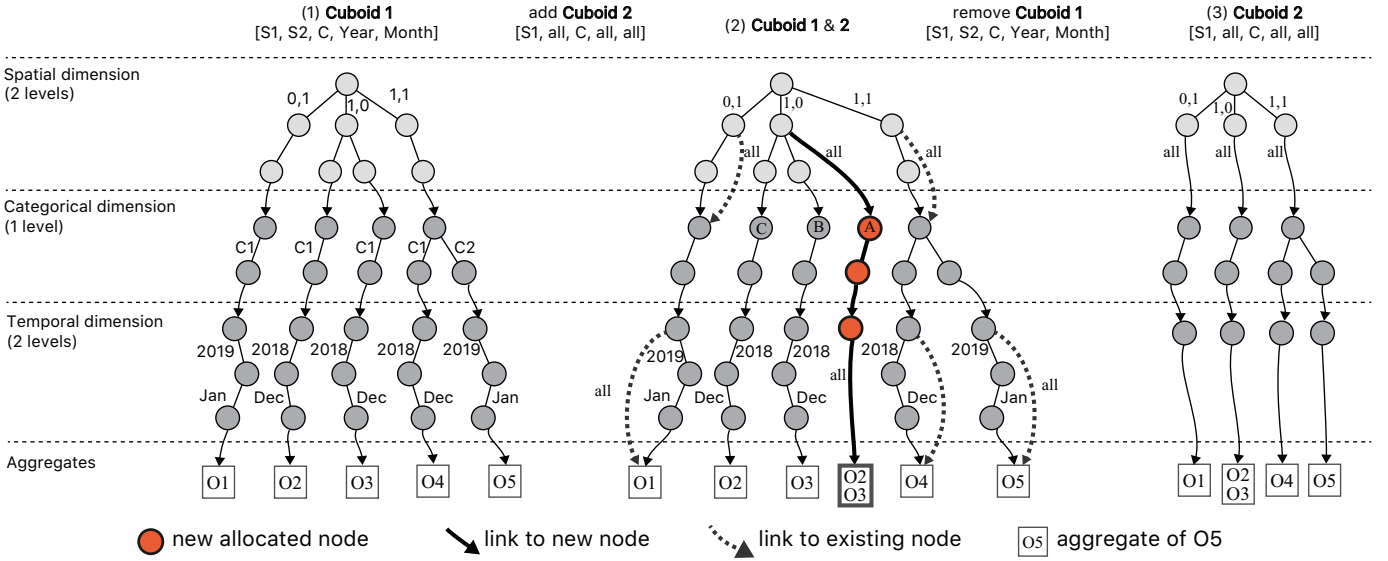 (1) Cuboid 1
[S1, S2, C, Year, Month]
add Cuboid 2
[S1, all, C, all, all]
(2) Cuboid 1 & 2
remove Cuboid 1
[S1, S2, C, Year, Month]
(3) Cuboid 2
[S1, all, C, all, all]
Spatial dimension
(2 levels)
0,1 1,0 1,1
0,1 1,0 1,1
0,1 1,0 1,1
all all all
all all all
Categorical dimension
(1 level)
C B A
C1 C1 C1 C1 C2
Temporal dimension
(2 levels)
2019 2018 2018 2018 2019
2019 2018 2018 2018 2019
all all all
Jan Dec Dec Dec Jan
Jan Dec Dec Dec Jan
Aggregates
O1 O2 O3 O4 O5
O1 O2 O3 O2 O3 O4 O5
O1 O2 O3 O4 O5
new allocated node
link to new node
link to existing node
O5 aggregate of O5